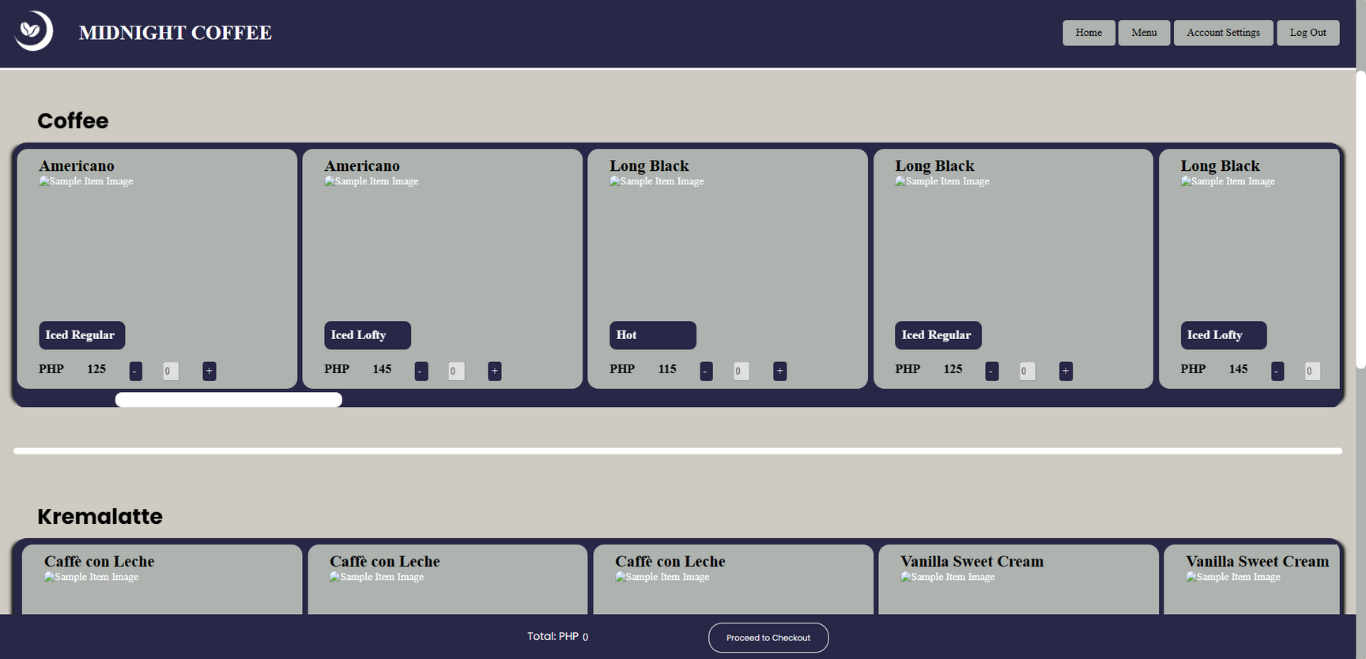 MIDNIGHT COFFEE
Home Menu Account Settings Log Out
Coffee
Americano Americano Long Black Long Black Long Black
Sample Item Image Sample Item Image Sample Item Image Sample Item Image Sample Item Image
Iced Regular Iced Lofty Hot Iced Regular Iced Lofty
PHP 125 - 0 + PHP 145 - 0 + PHP 115 - 0 + PHP 125 - 0 + PHP 145 - 0
Kremalatte
Caffè con Leche Caffè con Leche Caffè con Leche Vanilla Sweet Cream Vanilla Sweet Cream
Sample Item Image Sample Item Image Sample Item Image Sample Item Image Sample Item Image
Total: PHP 0 Proceed to Checkout